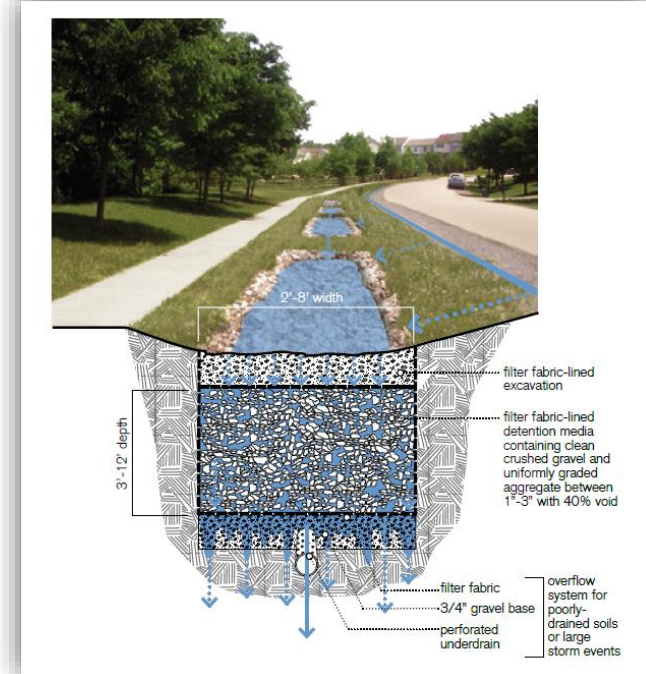 2'-8' width
filter fabric-lined
excavation
3'-12' depth
filter fabric-lined
detention media
containing clean
crushed gravel and
uniformly graded
aggregate between
1"-3" with 40% void
filter fabric
3/4" gravel base
perforated
underdrain
overflow
system for
poorly-
drained soils
or large
storm events